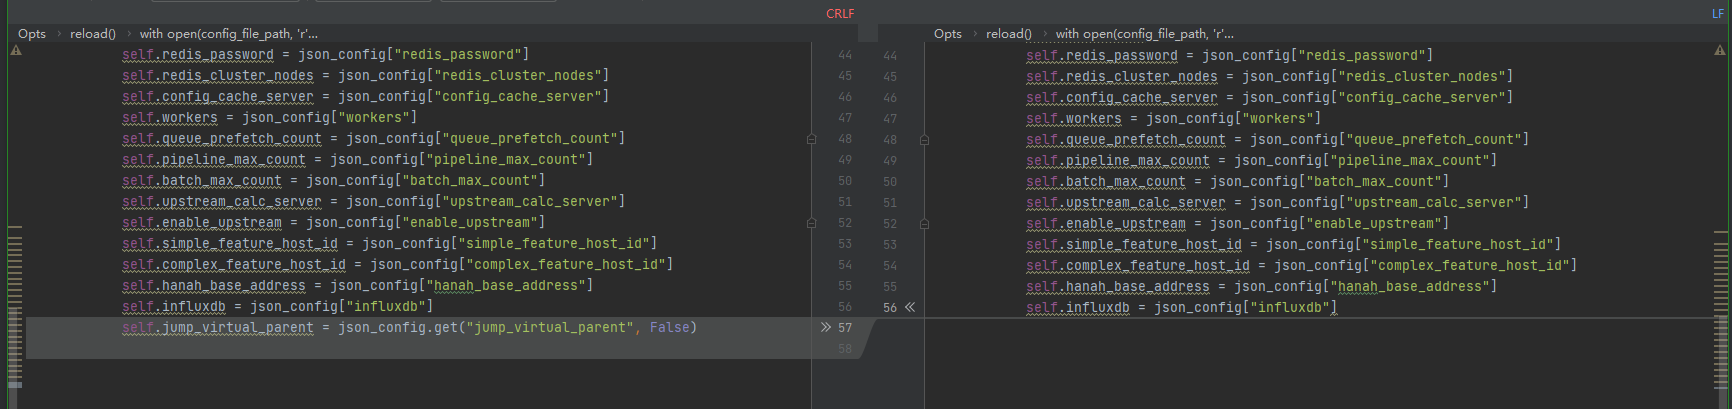 CRLF
LF
Opts › reload() › with open(config_file_path, 'r'...
self.redis_password = json_config["redis_password"] 44
self.redis_cluster_nodes = json_config["redis_cluster_nodes"] 45
self.config_cache_server = json_config["config_cache_server"] 46
self.workers = json_config["workers"] 47
self.queue_prefetch_count = json_config["queue_prefetch_count"] 48
self.pipeline_max_count = json_config["pipeline_max_count"] 49
self.batch_max_count = json_config["batch_max_count"] 50
self.upstream_calc_server = json_config["upstream_calc_server"] 51
self.enable_upstream = json_config["enable_upstream"] 52
self.simple_feature_host_id = json_config["simple_feature_host_id"] 53
self.complex_feature_host_id = json_config["complex_feature_host_id"] 54
self.hanah_base_address = json_config["hanah_base_address"] 55
self.influxdb = json_config["influxdb"] 56
self.jump_virtual_parent = json_config.get("jump_virtual_parent", False) » 57
58
Opts › reload() › with open(config_file_path, 'r'...
44 self.redis_password = json_config["redis_password"]
45 self.redis_cluster_nodes = json_config["redis_cluster_nodes"]
46 self.config_cache_server = json_config["config_cache_server"]
47 self.workers = json_config["workers"]
48 self.queue_prefetch_count = json_config["queue_prefetch_count"]
49 self.pipeline_max_count = json_config["pipeline_max_count"]
50 self.batch_max_count = json_config["batch_max_count"]
51 self.upstream_calc_server = json_config["upstream_calc_server"]
52 self.enable_upstream = json_config["enable_upstream"]
53 self.simple_feature_host_id = json_config["simple_feature_host_id"]
54 self.complex_feature_host_id = json_config["complex_feature_host_id"]
55 self.hanah_base_address = json_config["hanah_base_address"]
56 « self.influxdb = json_config["influxdb"]